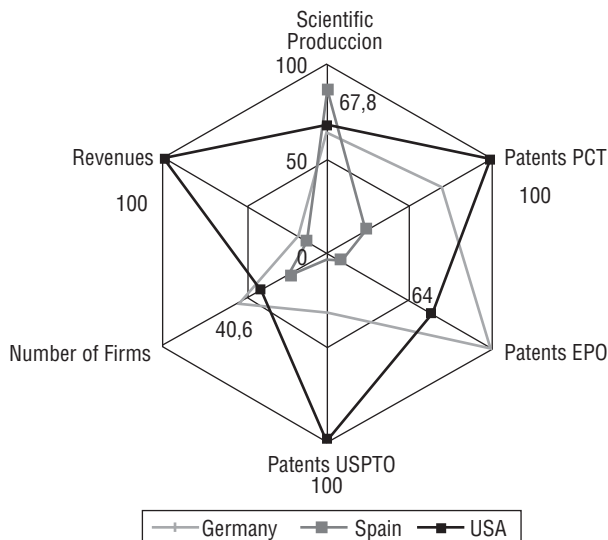 Scientific
Produccion
100
67,8
Revenues
50
Patents PCT
100
100
0
64
40,6
Number of Firms
Patents EPO
Patents USPTO
100
Germany Spain USA